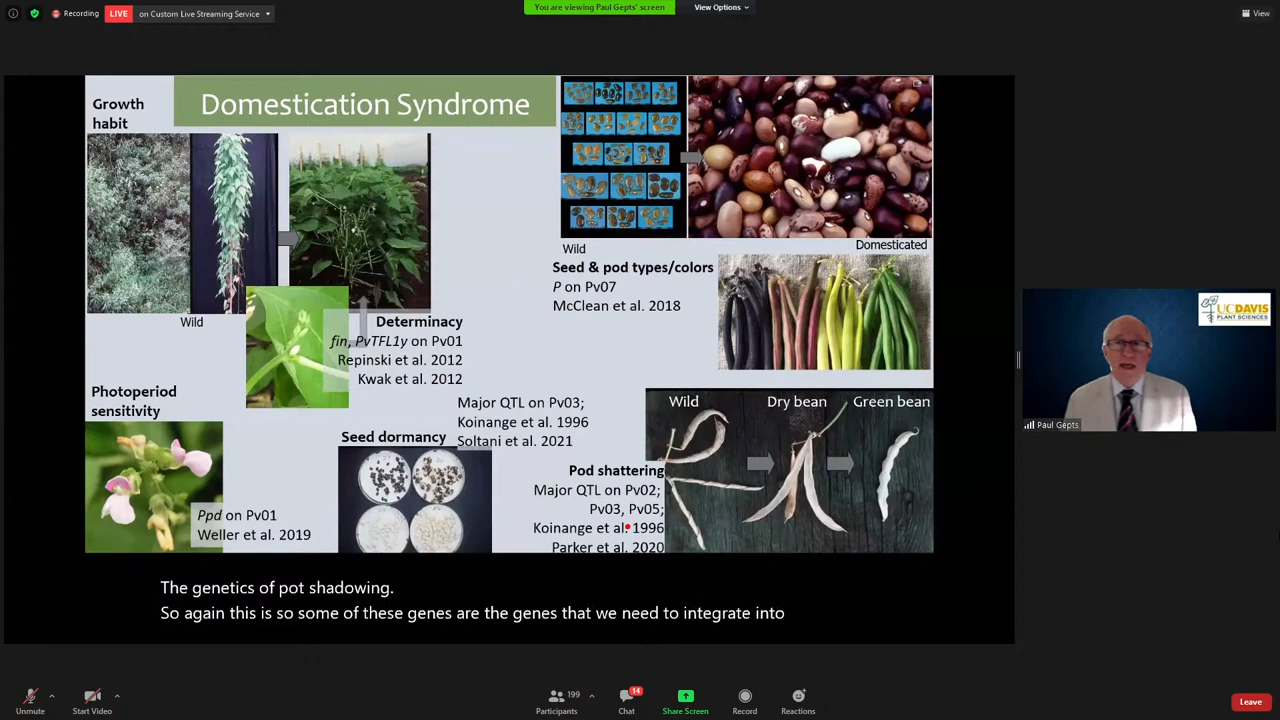 Recording
LIVE
on Custom Live Streaming Service
You are viewing Paul Gepts' screen
View Options
View
Growth
habit
Domestication Syndrome
Wild
Domesticated
Wild
Seed & pod types/colors
P on Pv07
McClean et al. 2018
Determinacy
fin, PvTFL1y on Pv01
Repinski et al. 2012
Kwak et al. 2012
Photoperiod
sensitivity
Ppd on Pv01
Weller et al. 2019
Seed dormancy
Major QTL on Pv03;
Koinange et al. 1996
Soltani et al. 2021
Pod shattering
Major QTL on Pv02;
Pv03, Pv05;
Koinange et al. 1996
Parker et al. 2020
Wild
Dry bean
Green bean
UCDAVIS
PLANT SCIENCES
Paul Gepts
The genetics of pot shadowing.
So again this is so some of these genes are the genes that we need to integrate into
Unmute
Start Video
199
Participants
14
Chat
Share Screen
Record
Reactions
Leave